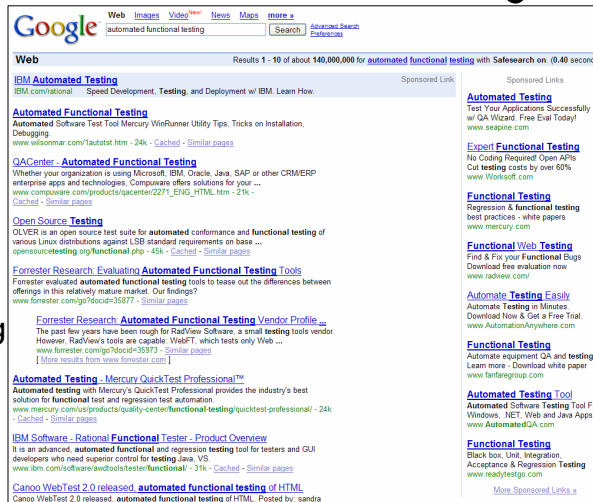 Google
Web Images Video New! News Maps more »
automated functional testing Search Advanced Search
Preferences
Web Results 1 - 10 of about 140,000,000 for automated functional testing with Safesearch on. (0.40 second
IBM Automated Testing Sponsored Link
IBM.com/rational Speed Development, Testing, and Deployment w/ IBM. Learn How.
Automated Functional Testing
Automated Software Test Tool Mercury WinRunner Utility Tips, Tricks on Installation,
Debugging.
www.wilsonmar.com/1autotst.htm - 24k - Cached - Similar pages
QACenter - Automated Functional Testing
Whether your organization is using Microsoft, IBM, Oracle, Java, SAP or other CRM/ERP
enterprise apps and technologies, Compuware offers solutions for your ...
www.compuware.com/products/qacenter/2271_ENG_HTML.htm - 21k -
Cached - Similar pages
Open Source Testing
OLVER is an open source test suite for automated conformance and functional testing of
various Linux distributions against LSB standard requirements on base ...
opensourcetesting.org/functional.php - 45k - Cached - Similar pages
Forrester Research: Evaluating Automated Functional Testing Tools
Forrester evaluated automated functional testing tools to tease out the differences between
offerings in this relatively mature market. Our findings?
www.forrester.com/go?docid=35877 - Similar pages
Forrester Research: Automated Functional Testing Vendor Profile ...
The past few years have been rough for RadView Software, a small testing tools vendor.
However, RadView's tools are capable: WebFT, which tests only Web ...
www.forrester.com/go?docid=35973 - Similar pages
[ More results from www.forrester.com ]
Automated Testing - Mercury QuickTest Professional™
Automated testing with Mercury's QuickTest Professional provides the industry's best
solution for functional test and regression test automation.
www.mercury.com/us/products/quality-center/functional-testing/quicktest-professional/ - 24k
- Cached - Similar pages
IBM Software - Rational Functional Tester - Product Overview
It is an advanced, automated functional and regression testing tool for testers and GUI
developers who need superior control for testing Java, VS.
www.ibm.com/software/awdtools/tester/functional/ - 31k - Cached - Similar pages
Canoo WebTest 2.0 released, automated functional testing of HTML
Canoo WebTest 2.0 released, automated functional testing of HTML. Posted by: sandra
Sponsored Links
Automated Testing
Test Your Applications Successfully
w/ QA Wizard. Free Eval Today!
www.seapine.com
Expert Functional Testing
No Coding Required! Open APIs
Cut testing costs by over 60%
www.Worksoft.com
Functional Testing
Regression & functional testing
best practices - white papers
www.mercury.com
Functional Web Testing
Find & Fix your Functional Bugs
Download free evaluation now
www.radview.com/
Automate Testing Easily
Automate Testing in Minutes.
Download Now & Get a Free Trial.
www.AutomationAnywhere.com
Functional Testing
Automate equipment QA and testing
Learn more - Download white paper
www.fanfaregroup.com
Automated Testing Tool
Automated Software Testing Tool F
Windows, .NET, Web and Java Apps
www.AutomatedQA.com
Functional Testing
Black box, Unit, Integration,
Acceptance & Regression Testing
www.readytestgo.com
More Sponsored Links »